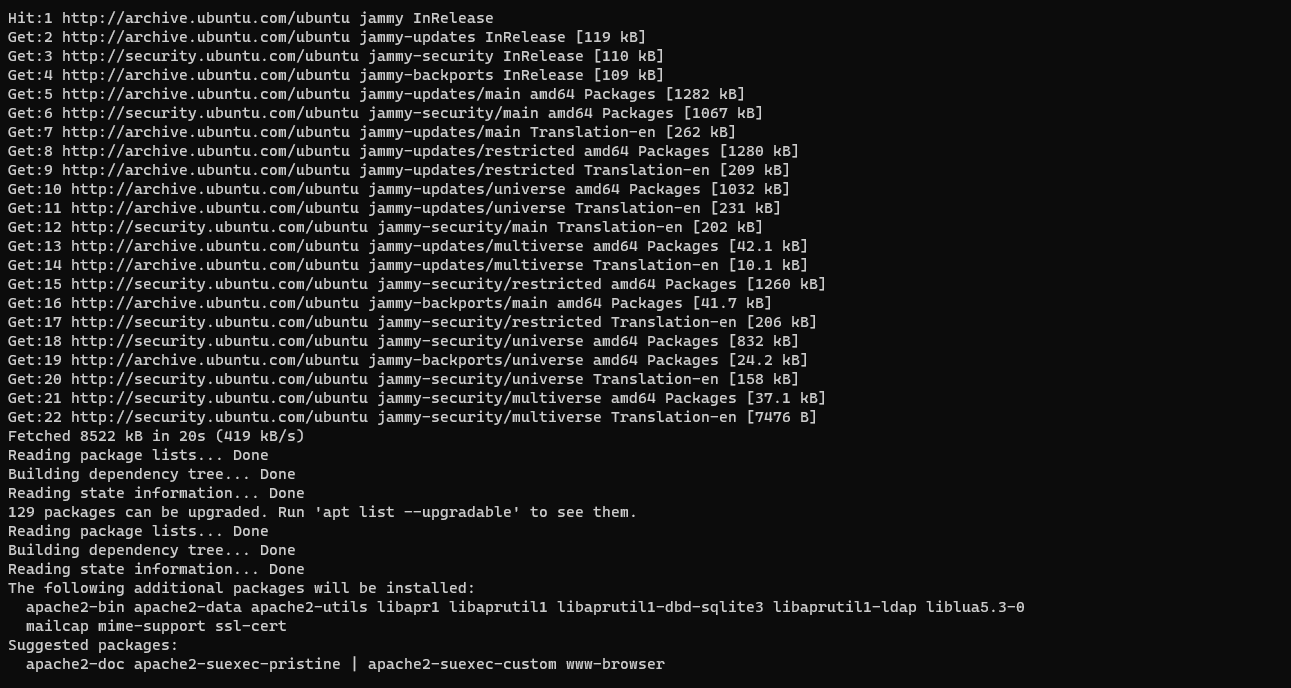 Hit:1 http://archive.ubuntu.com/ubuntu jammy InRelease
Get:2 http://archive.ubuntu.com/ubuntu jammy-updates InRelease [119 kB]
Get:3 http://security.ubuntu.com/ubuntu jammy-security InRelease [110 kB]
Get:4 http://archive.ubuntu.com/ubuntu jammy-backports InRelease [109 kB]
Get:5 http://archive.ubuntu.com/ubuntu jammy-updates/main amd64 Packages [1282 kB]
Get:6 http://security.ubuntu.com/ubuntu jammy-security/main amd64 Packages [1067 kB]
Get:7 http://archive.ubuntu.com/ubuntu jammy-updates/main Translation-en [262 kB]
Get:8 http://archive.ubuntu.com/ubuntu jammy-updates/restricted amd64 Packages [1280 kB]
Get:9 http://archive.ubuntu.com/ubuntu jammy-updates/restricted Translation-en [209 kB]
Get:10 http://archive.ubuntu.com/ubuntu jammy-updates/universe amd64 Packages [1032 kB]
Get:11 http://archive.ubuntu.com/ubuntu jammy-updates/universe Translation-en [231 kB]
Get:12 http://security.ubuntu.com/ubuntu jammy-security/main Translation-en [202 kB]
Get:13 http://archive.ubuntu.com/ubuntu jammy-updates/multiverse amd64 Packages [42.1 kB]
Get:14 http://archive.ubuntu.com/ubuntu jammy-updates/multiverse Translation-en [10.1 kB]
Get:15 http://security.ubuntu.com/ubuntu jammy-security/restricted amd64 Packages [1260 kB]
Get:16 http://archive.ubuntu.com/ubuntu jammy-backports/main amd64 Packages [41.7 kB]
Get:17 http://security.ubuntu.com/ubuntu jammy-security/restricted Translation-en [206 kB]
Get:18 http://security.ubuntu.com/ubuntu jammy-security/universe amd64 Packages [832 kB]
Get:19 http://archive.ubuntu.com/ubuntu jammy-backports/universe amd64 Packages [24.2 kB]
Get:20 http://security.ubuntu.com/ubuntu jammy-security/universe Translation-en [158 kB]
Get:21 http://security.ubuntu.com/ubuntu jammy-security/multiverse amd64 Packages [37.1 kB]
Get:22 http://security.ubuntu.com/ubuntu jammy-security/multiverse Translation-en [7476 B]
Fetched 8522 kB in 20s (419 kB/s)
Reading package lists... Done
Building dependency tree... Done
Reading state information... Done
129 packages can be upgraded. Run 'apt list --upgradable' to see them.
Reading package lists... Done
Building dependency tree... Done
Reading state information... Done
The following additional packages will be installed:
  apache2-bin apache2-data apache2-utils libapr1 libaprutil1 libaprutil1-dbd-sqlite3 libaprutil1-ldap liblua5.3-0
  mailcap mime-support ssl-cert
Suggested packages:
  apache2-doc apache2-suexec-pristine | apache2-suexec-custom www-browser